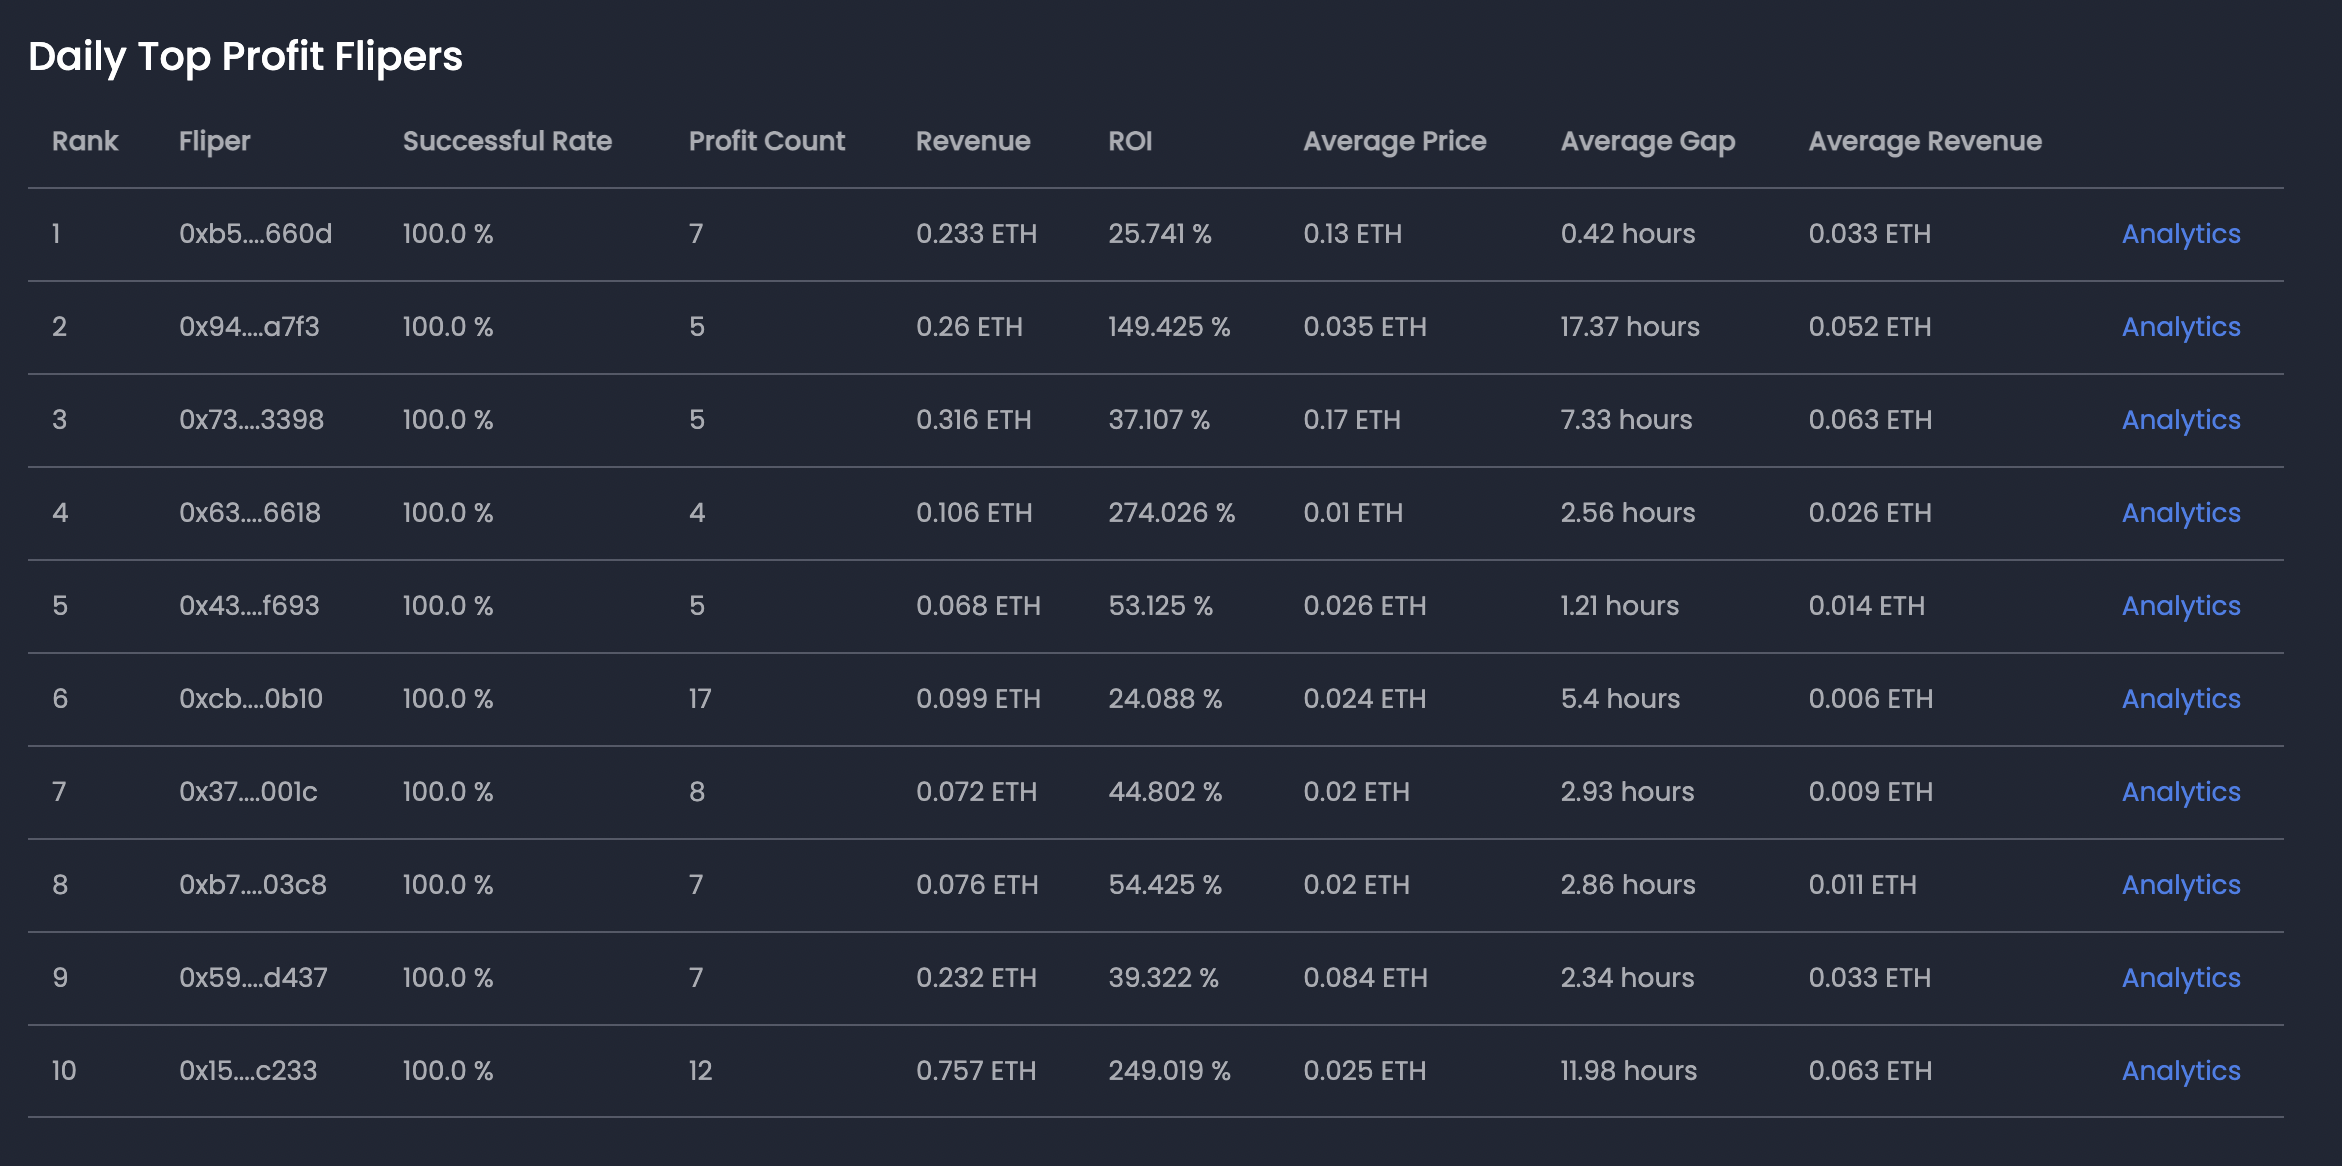 Daily Top Profit Flipers
Rank Fliper Successful Rate Profit Count Revenue ROI Average Price Average Gap Average Revenue
1 0xb5....660d 100.0 % 7 0.233 ETH 25.741 % 0.13 ETH 0.42 hours 0.033 ETH Analytics
2 0x94....a7f3 100.0 % 5 0.26 ETH 149.425 % 0.035 ETH 17.37 hours 0.052 ETH Analytics
3 0x73....3398 100.0 % 5 0.316 ETH 37.107 % 0.17 ETH 7.33 hours 0.063 ETH Analytics
4 0x63....6618 100.0 % 4 0.106 ETH 274.026 % 0.01 ETH 2.56 hours 0.026 ETH Analytics
5 0x43....f693 100.0 % 5 0.068 ETH 53.125 % 0.026 ETH 1.21 hours 0.014 ETH Analytics
6 0xcb....0b10 100.0 % 17 0.099 ETH 24.088 % 0.024 ETH 5.4 hours 0.006 ETH Analytics
7 0x37....001c 100.0 % 8 0.072 ETH 44.802 % 0.02 ETH 2.93 hours 0.009 ETH Analytics
8 0xb7....03c8 100.0 % 7 0.076 ETH 54.425 % 0.02 ETH 2.86 hours 0.011 ETH Analytics
9 0x59....d437 100.0 % 7 0.232 ETH 39.322 % 0.084 ETH 2.34 hours 0.033 ETH Analytics
10 0x15....c233 100.0 % 12 0.757 ETH 249.019 % 0.025 ETH 11.98 hours 0.063 ETH Analytics